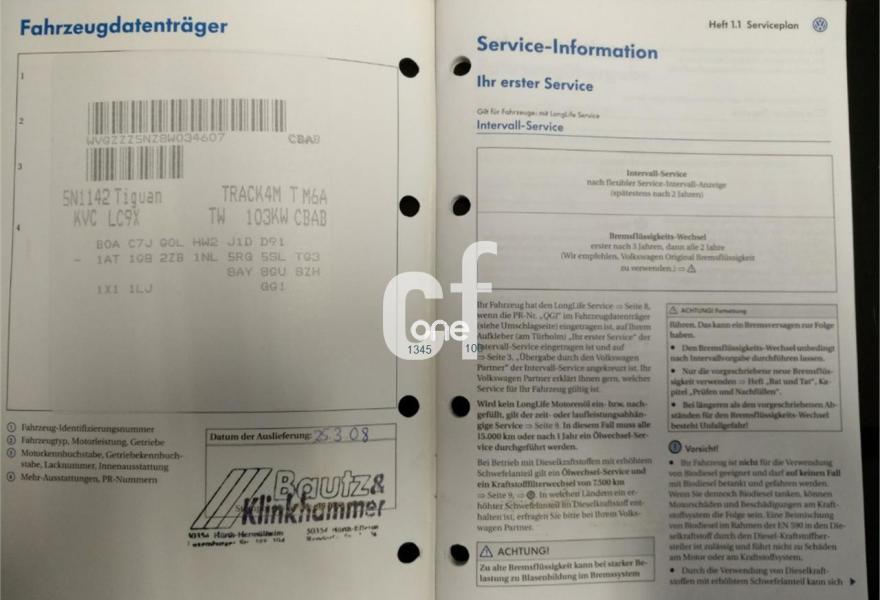 Fahrzeugdatenträger
1
2
WVGZZZ5NZ8W034607 CBAB
3
5N1142 Tiguan TRACK4M T M6A
KVC LC9X TW 103KW CBAB
4
B0A C7J G0L HW2 J1D D91
- 1AT 1G8 2ZB 1NL 5RG 5SL TG3
8AY 8GU 8ZH
1X1 1LJ QG1
① Fahrzeug-Identifizierungsnummer
② Fahrzeugtyp, Motorleistung, Getriebe
③ Motorkennbuchstabe, Getriebekennbuch-
stabe, Lacknummer, Innenausstattung
④ Mehr-Ausstattungen, PR-Nummern
Datum der Auslieferung: 25.3.08
Bautz &
Klinkhammer
50354 Hürth-Hermülheim 50354 Hürth-Efferen
Heft 1.1 Serviceplan
Service-Information
Ihr erster Service
Gilt für Fahrzeuge: mit LongLife Service
Intervall-Service
Intervall-Service
nach flexibler Service-Intervall-Anzeige
(spätestens nach 2 Jahren)
Bremsflüssigkeits-Wechsel
erster nach 3 Jahren, dann alle 2 Jahre
(Wir empfehlen, Volkswagen Original Bremsflüssigkeit
zu verwenden.) ⇒ ⚠
cf
one
1345
Ihr Fahrzeug hat den LongLife Service ⇒ Seite 8,
wenn die PR-Nr. „QG1" im Fahrzeugdatenträger
(siehe Umschlagseite) eingetragen ist, auf Ihrem
Aufkleber (am Türholm) „Ihr erster Service" der
Intervall-Service eingetragen ist und auf
⇒ Seite 3, „Übergabe durch den Volkswagen
Partner" der Intervall-Service angekreuzt ist. Ihr
Volkswagen Partner erklärt Ihnen gern, welcher
Service für Ihr Fahrzeug gültig ist.
Wird kein LongLife Motorenöl ein- bzw. nach-
gefüllt, gilt der zeit- oder laufleistungsabhän-
gige Service ⇒ Seite 9. In diesem Fall muss alle
15.000 km oder nach 1 Jahr ein Ölwechsel-Ser-
vice durchgeführt werden.
Bei Betrieb mit Dieselkraftstoffen mit erhöhtem
Schwefelanteil gilt ein Ölwechsel-Service und
ein Kraftstofffilterwechsel von 7.500 km
⇒ Seite 9, ⇒ ①. In welchen Ländern ein er-
höhter Schwefelanteil im Dieselkraftstoff ent-
halten ist, erfragen Sie bitte bei Ihrem Volks-
wagen Partner.
⚠ ACHTUNG!
Zu alte Bremsflüssigkeit kann bei starker Be-
lastung zu Blasenbildung im Bremssystem
⚠ ACHTUNG! Fortsetzung
führen. Das kann ein Bremsversagen zur Folge
haben.
• Den Bremsflüssigkeits-Wechsel unbedingt
nach Intervallvorgabe durchführen lassen.
• Nur die vorgeschriebene neue Bremsflüs-
sigkeit verwenden ⇒ Heft „Rat und Tat", Ka-
pitel „Prüfen und Nachfüllen".
• Bei längeren als den vorgeschriebenen Ab-
ständen für den Bremsflüssigkeits-Wechsel
besteht Unfallgefahr!
① Vorsicht!
• Ihr Fahrzeug ist nicht für die Verwendung
von Biodiesel geeignet und darf auf keinen Fall
mit Biodiesel betankt und gefahren werden.
Wenn Sie dennoch Biodiesel tanken, können
Motorschäden und Beschädigungen am Kraft-
stoffsystem die Folge sein. Eine Beimischung
von Biodiesel im Rahmen der EN 590 in den Die-
selkraftstoff durch den Dieselkraftstoffher-
steller ist zulässig und führt nicht zu Schäden
am Motor oder am Kraftstoffsystem.
• Durch die Verwendung von Dieselkraft-
stoffen mit erhöhtem Schwefelanteil kann sich